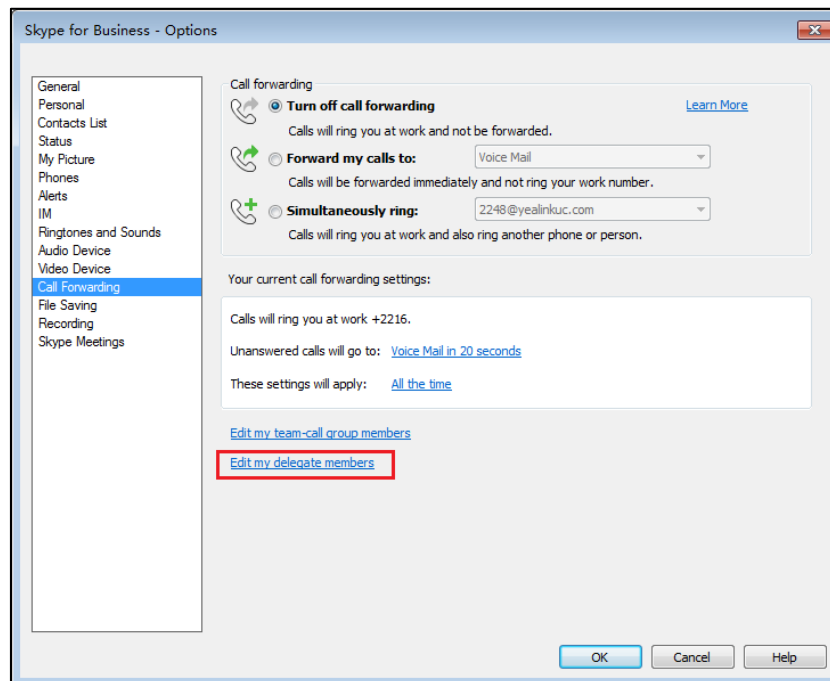 Skype for Business - Options
General
Personal
Contacts List
Status
My Picture
Phones
Alerts
IM
Ringtones and Sounds
Audio Device
Video Device
Call Forwarding
File Saving
Recording
Skype Meetings
Call forwarding
Turn off call forwarding
Learn More
Calls will ring you at work and not be forwarded.
Forward my calls to:
Voice Mail
Calls will be forwarded immediately and not ring your work number.
Simultaneously ring:
2248@yealinkuc.com
Calls will ring you at work and also ring another phone or person.
Your current call forwarding settings:
Calls will ring you at work +2216.
Unanswered calls will go to: Voice Mail in 20 seconds
These settings will apply: All the time
Edit my team-call group members
Edit my delegate members
OK
Cancel
Help